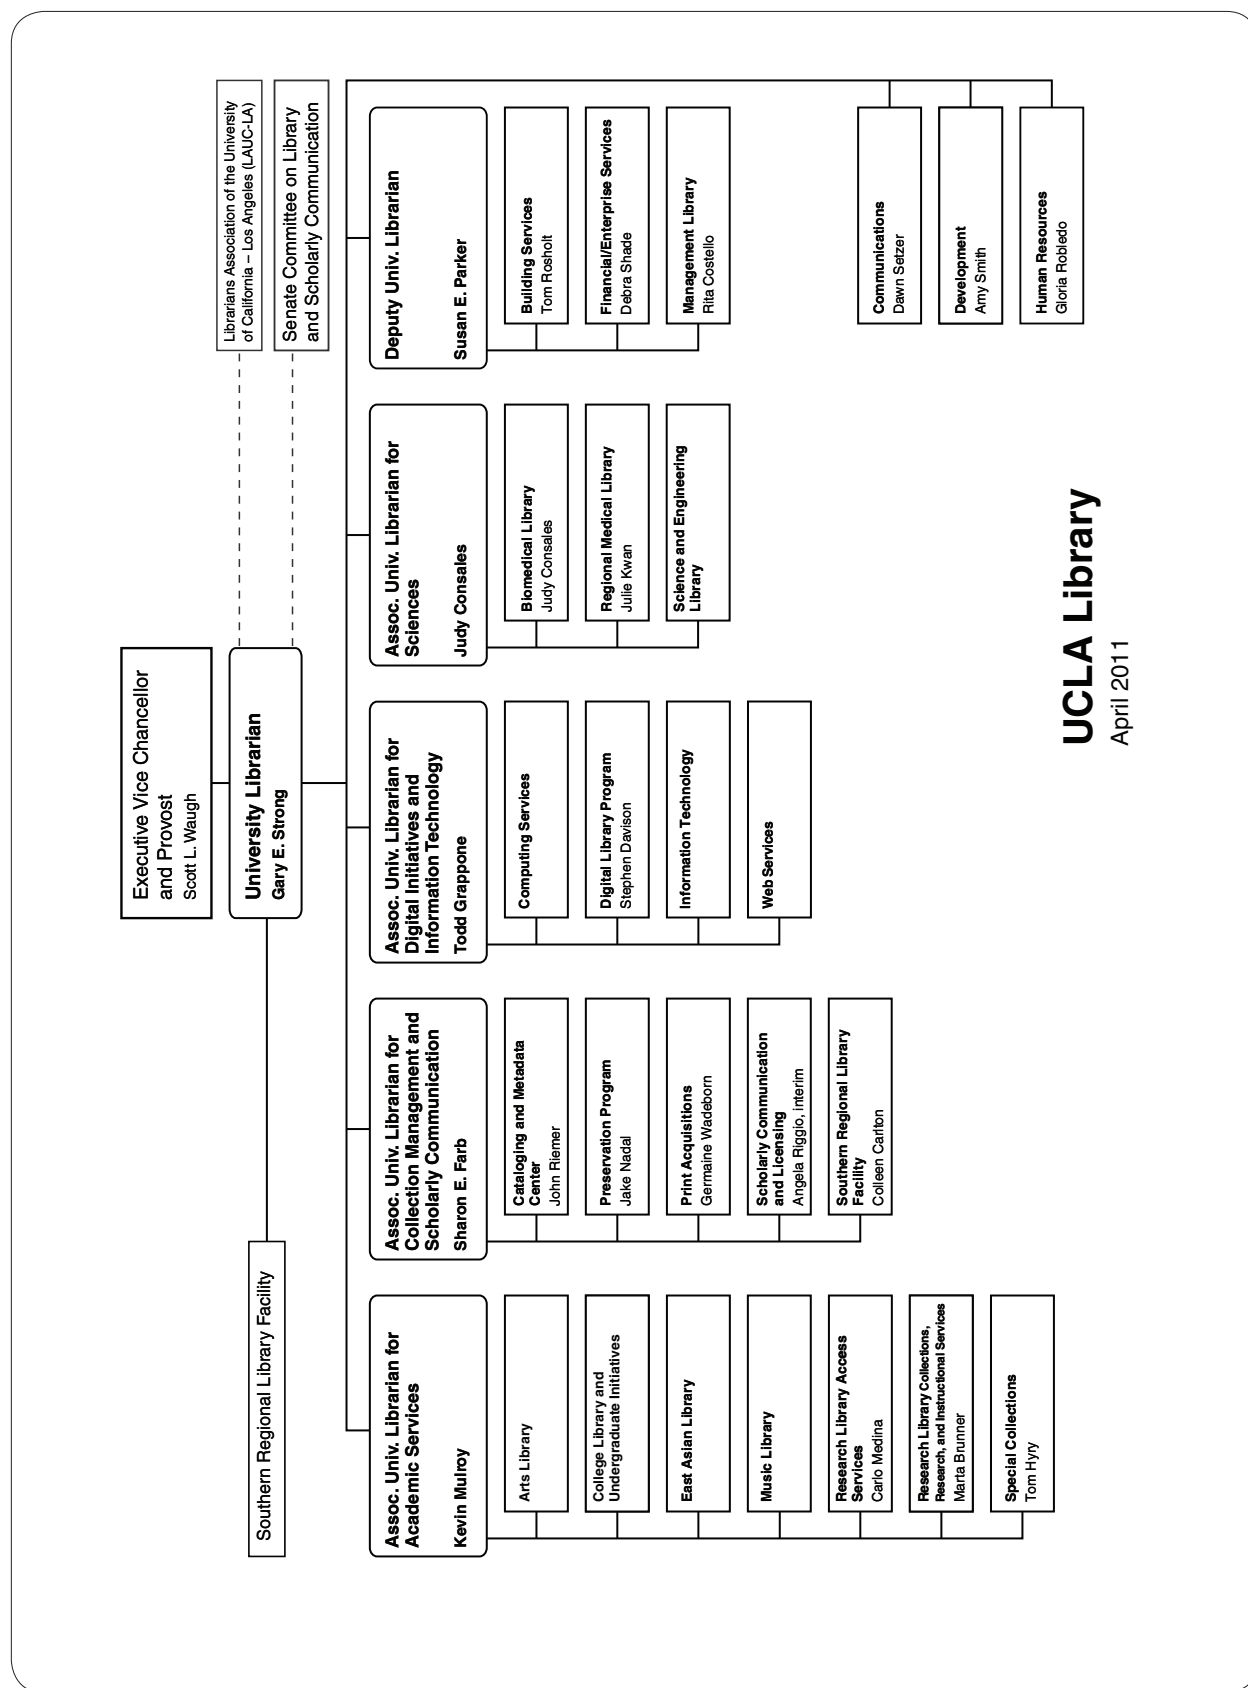 Executive Vice Chancellor
and Provost
Scott L. Waugh
University Librarian
Gary E. Strong
Southern Regional Library Facility
Librarians Association of the University
of California – Los Angeles (LAUC-LA)
Senate Committee on Library
and Scholarly Communication
Assoc. Univ. Librarian for
Academic Services
Kevin Mulroy
Arts Library
College Library and
Undergraduate Initiatives
East Asian Library
Music Library
Research Library Access
Services
Carlo Medina
Research Library Collections,
Research, and Instructional Services
Marta Brunner
Special Collections
Tom Hyry
Assoc. Univ. Librarian for
Collection Management and
Scholarly Communication
Sharon E. Farb
Cataloging and Metadata
Center
John Riemer
Preservation Program
Jake Nadal
Print Acquisitions
Germaine Wadeborn
Scholarly Communication
and Licensing
Angela Riggio, interim
Southern Regional Library
Facility
Colleen Carlton
Assoc. Univ. Librarian for
Digital Initiatives and
Information Technology
Todd Grappone
Computing Services
Digital Library Program
Stephen Davison
Information Technology
Web Services
Assoc. Univ. Librarian for
Sciences
Judy Consales
Biomedical Library
Judy Consales
Regional Medical Library
Julie Kwan
Science and Engineering
Library
Deputy Univ. Librarian
Susan E. Parker
Building Services
Tom Rosholt
Financial/Enterprise Services
Debra Shade
Management Library
Rita Costello
Communications
Dawn Setzer
Development
Amy Smith
Human Resources
Gloria Robledo
UCLA Library
April 2011